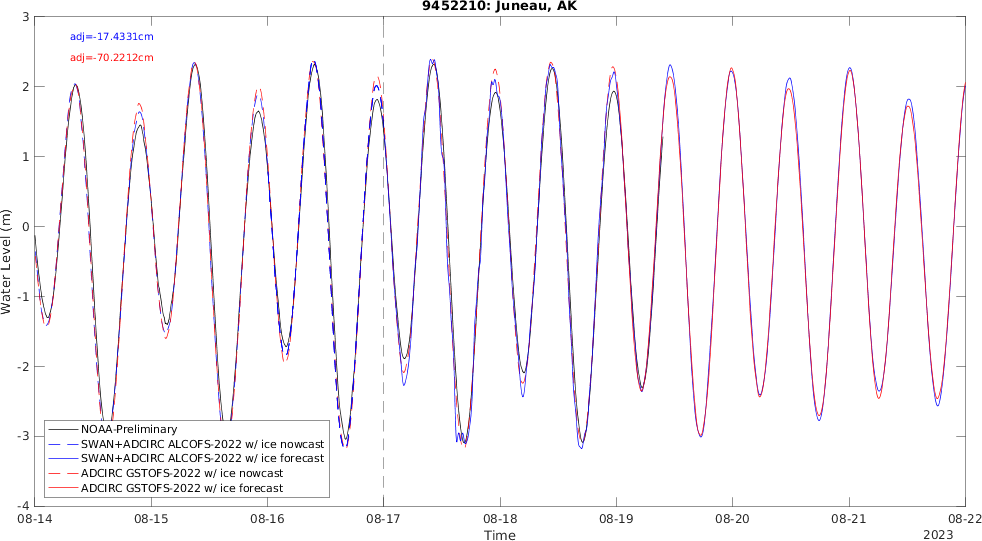 9452210: Juneau, AK
adj=-17.4331cm
adj=-70.2212cm
Water Level (m)
3
2
1
0
-1
-2
-3
-4
NOAA-Preliminary
SWAN+ADCIRC ALCOFS-2022 w/ ice nowcast
SWAN+ADCIRC ALCOFS-2022 w/ ice forecast
ADCIRC GSTOFS-2022 w/ ice nowcast
ADCIRC GSTOFS-2022 w/ ice forecast
08-14 08-15 08-16 08-17 08-18 08-19 08-20 08-21 08-22
Time
2023